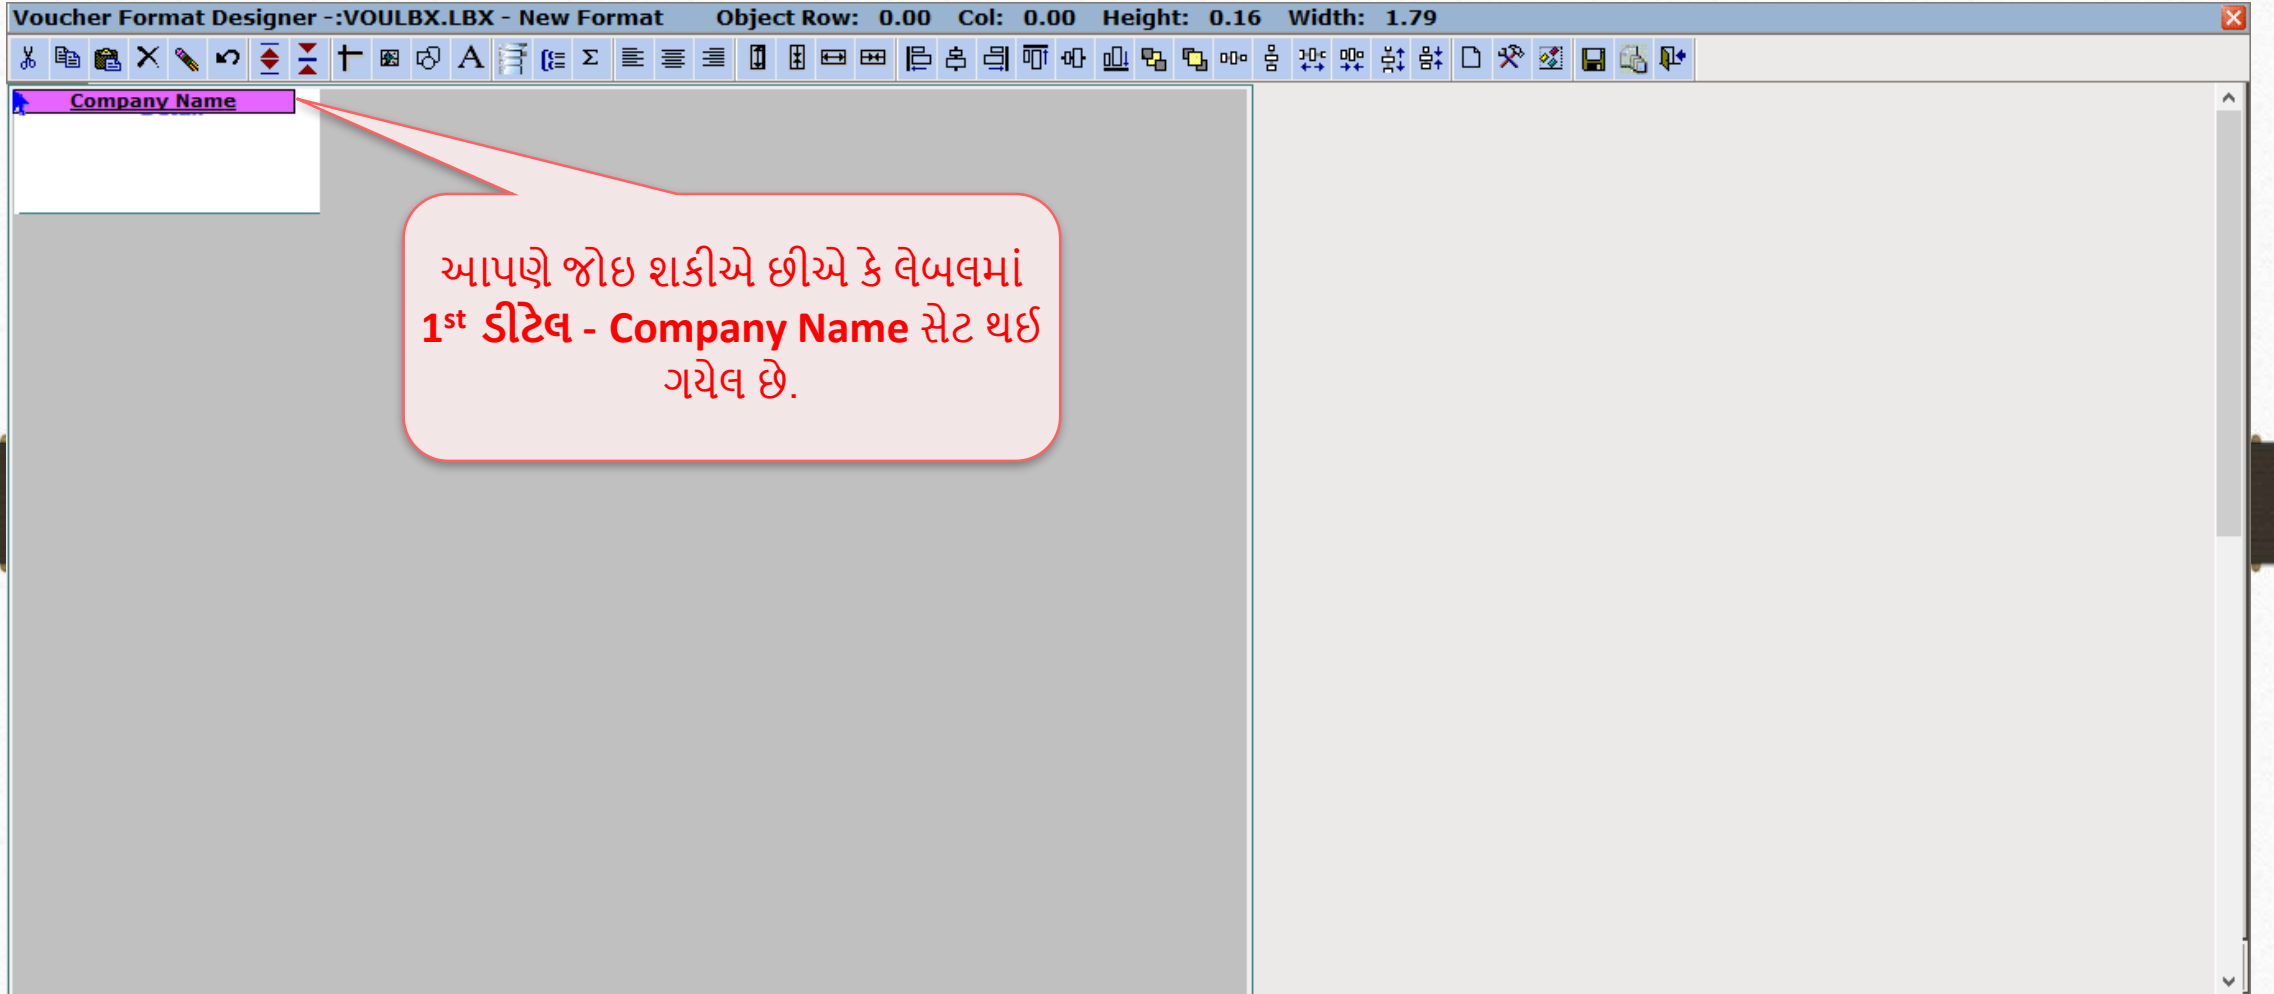 Voucher Format Designer -:VOULBX.LBX - New Format Object Row: 0.00 Col: 0.00 Height: 0.16 Width: 1.79
Company Name
આપણે જોઇ શકીએ છીએ કે લેબલમાં
1st ડીટેલ - Company Name સેટ થઈ
ગયેલ છે.